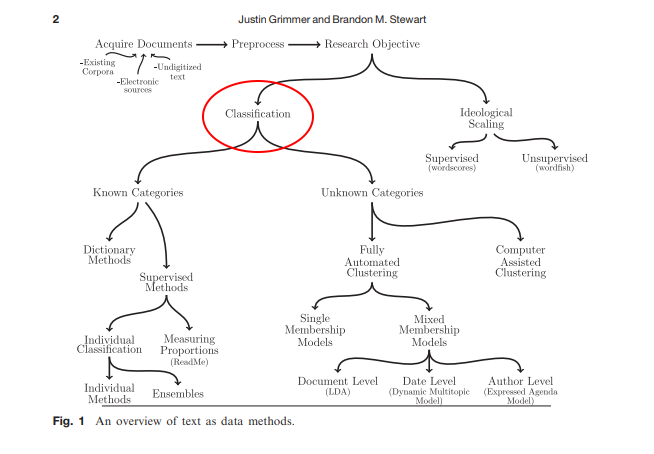 2
Justin Grimmer and Brandon M. Stewart
Acquire Documents
Preprocess
Research Objective
-Existing
Corpora
-Electronic
sources
-Undigitized
text
Classification
Ideological
Scaling
Supervised
(wordscores)
Unsupervised
(wordfish)
Known Categories
Unknown Categories
Dictionary
Methods
Supervised
Methods
Fully
Automated
Clustering
Computer
Assisted
Clustering
Individual
Classification
Measuring
Proportions
(ReadMe)
Single
Membership
Models
Mixed
Membership
Models
Individual
Methods
Ensembles
Document Level
(LDA)
Date Level
(Dynamic Multitopic
Model)
Author Level
(Expressed Agenda
Model)
Fig. 1 An overview of text as data methods.